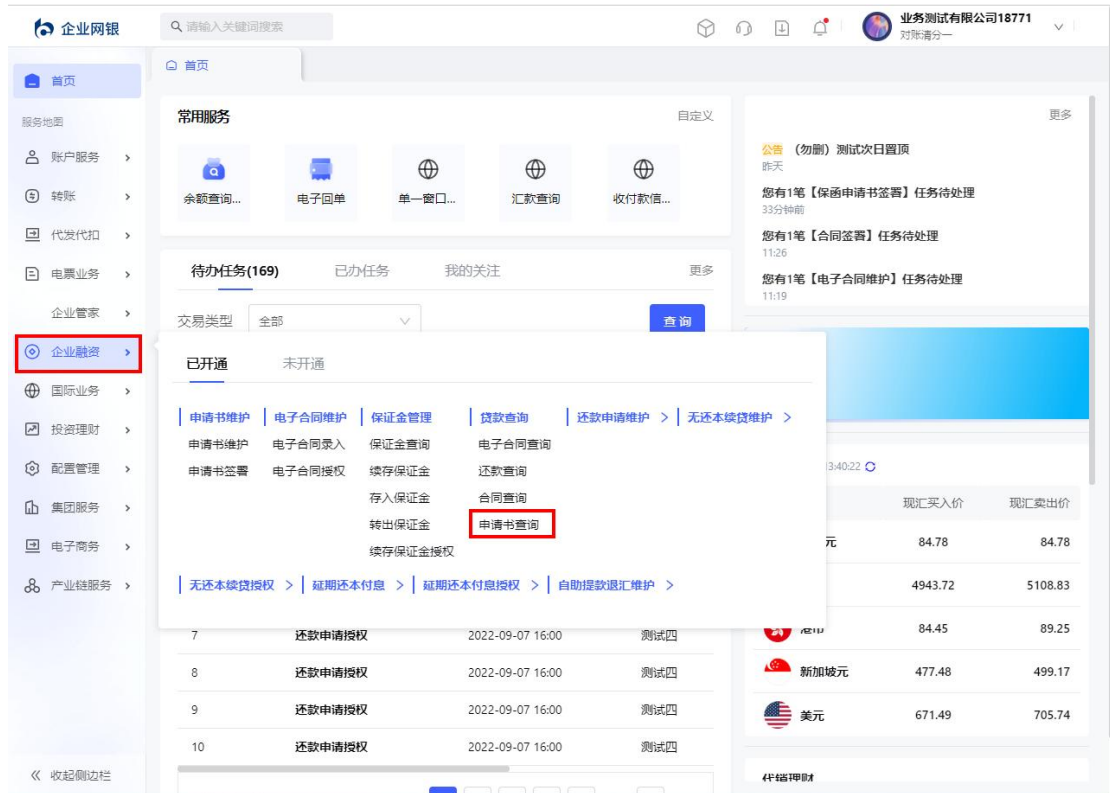 企业网银
请输入关键词搜索
业务测试有限公司18771
对账清分一
首页
首页
服务地图
账户服务
转账
代发代扣
电票业务
企业管家
企业融资
国际业务
投资理财
配置管理
集团服务
电子商务
产业链服务
收起侧边栏
常用服务
自定义
余额查询...
电子回单
单一窗口...
汇款查询
收付款信...
待办任务(169)
已办任务
我的关注
更多
交易类型
全部
查询
已开通
未开通
申请书维护
申请书维护
申请书签署
电子合同维护
电子合同录入
电子合同授权
保证金管理
保证金查询
续存保证金
存入保证金
转出保证金
续存保证金授权
贷款查询
电子合同查询
还款查询
合同查询
申请书查询
还款申请维护 >
无还本续贷维护 >
无还本续贷授权 >
延期还本付息 >
延期还本付息授权 >
自助提款退汇维护 >
7 还款申请授权 2022-09-07 16:00 测试四
8 还款申请授权 2022-09-07 16:00 测试四
9 还款申请授权 2022-09-07 16:00 测试四
10 还款申请授权 2022-09-07 16:00 测试四
更多
公告 (勿删) 测试次日置顶
昨天
您有1笔【保函申请书签署】任务待处理
33分钟前
您有1笔【合同签署】任务待处理
11:26
您有1笔【电子合同维护】任务待处理
11:19
3:40:22
现汇买入价 现汇卖出价
元 84.78 84.78
4943.72 5108.83
港币 84.45 89.25
新加坡元 477.48 499.17
美元 671.49 705.74
代销理财